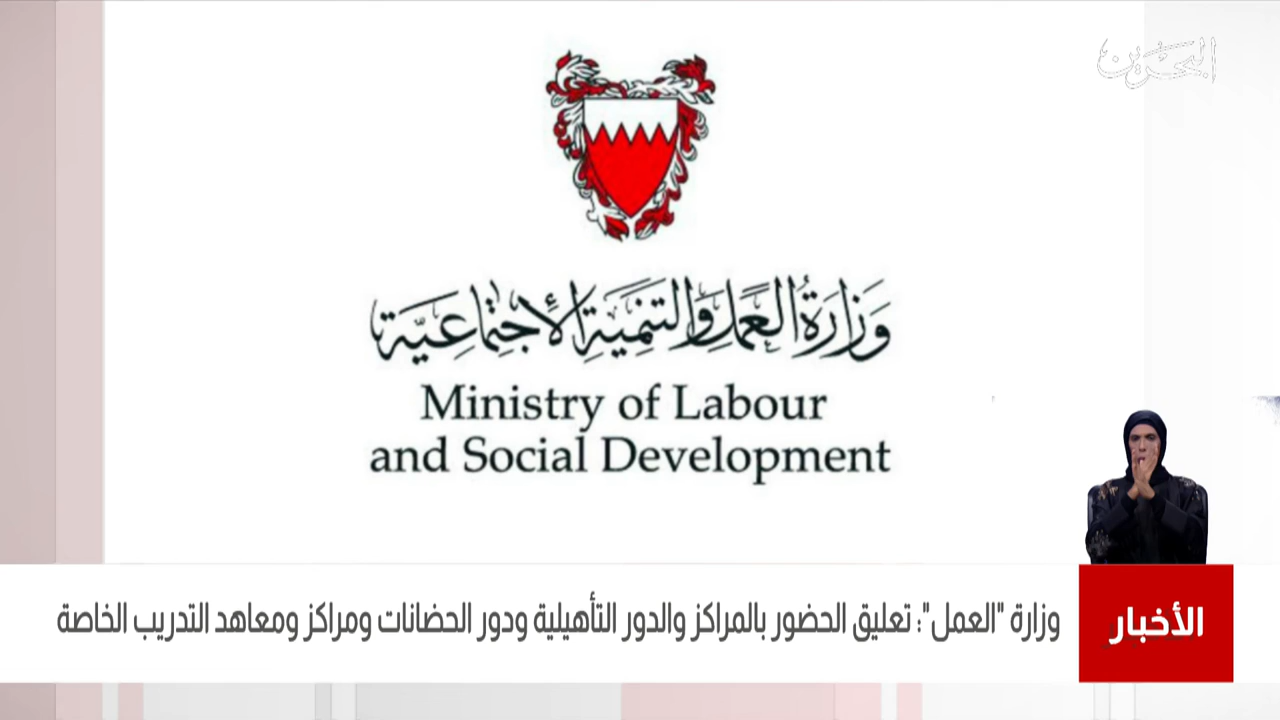 البحرين
وزارة العمل والتنمية الاجتماعية
Ministry of Labour
and Social Development
الأخبار
وزارة "العمل": تعليق الحضور بالمراكز والدور التأهيلية ودور الحضانات ومراكز ومعاهد التدريب الخاصة